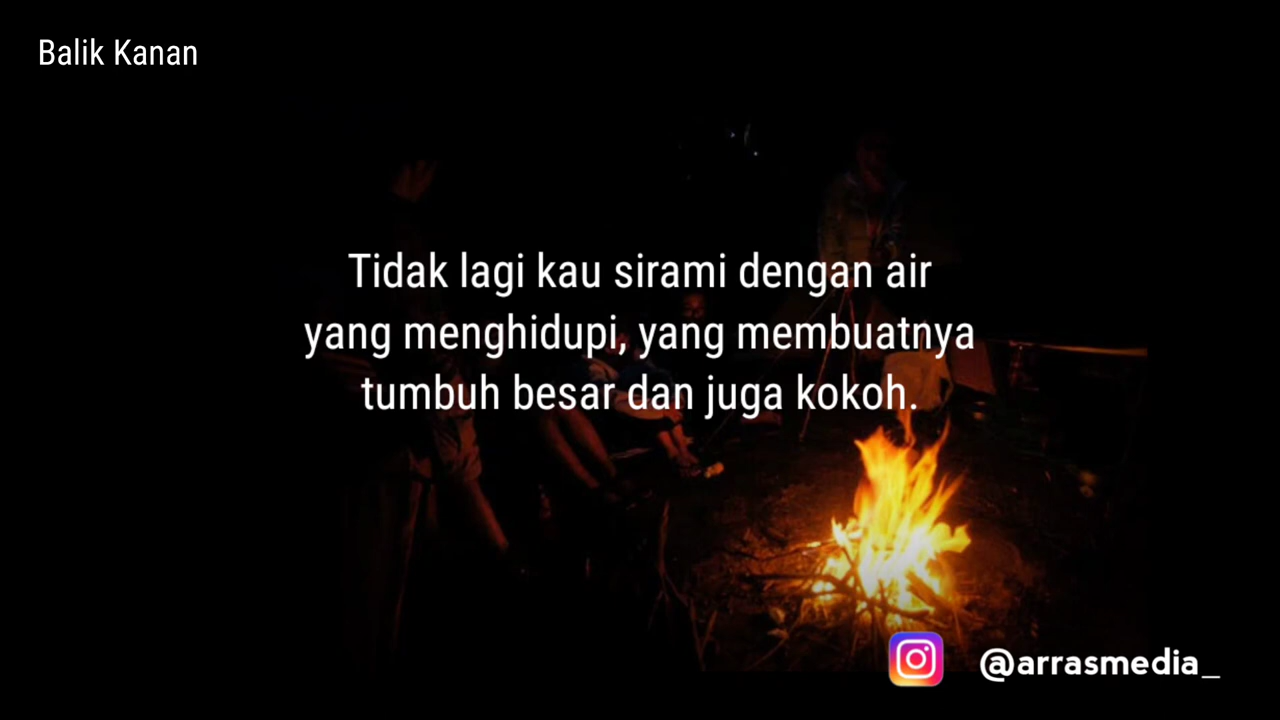 Balik Kanan
Tidak lagi kau sirami dengan air
yang menghidupi, yang membuatnya
tumbuh besar dan juga kokoh.
@arrasmedia_